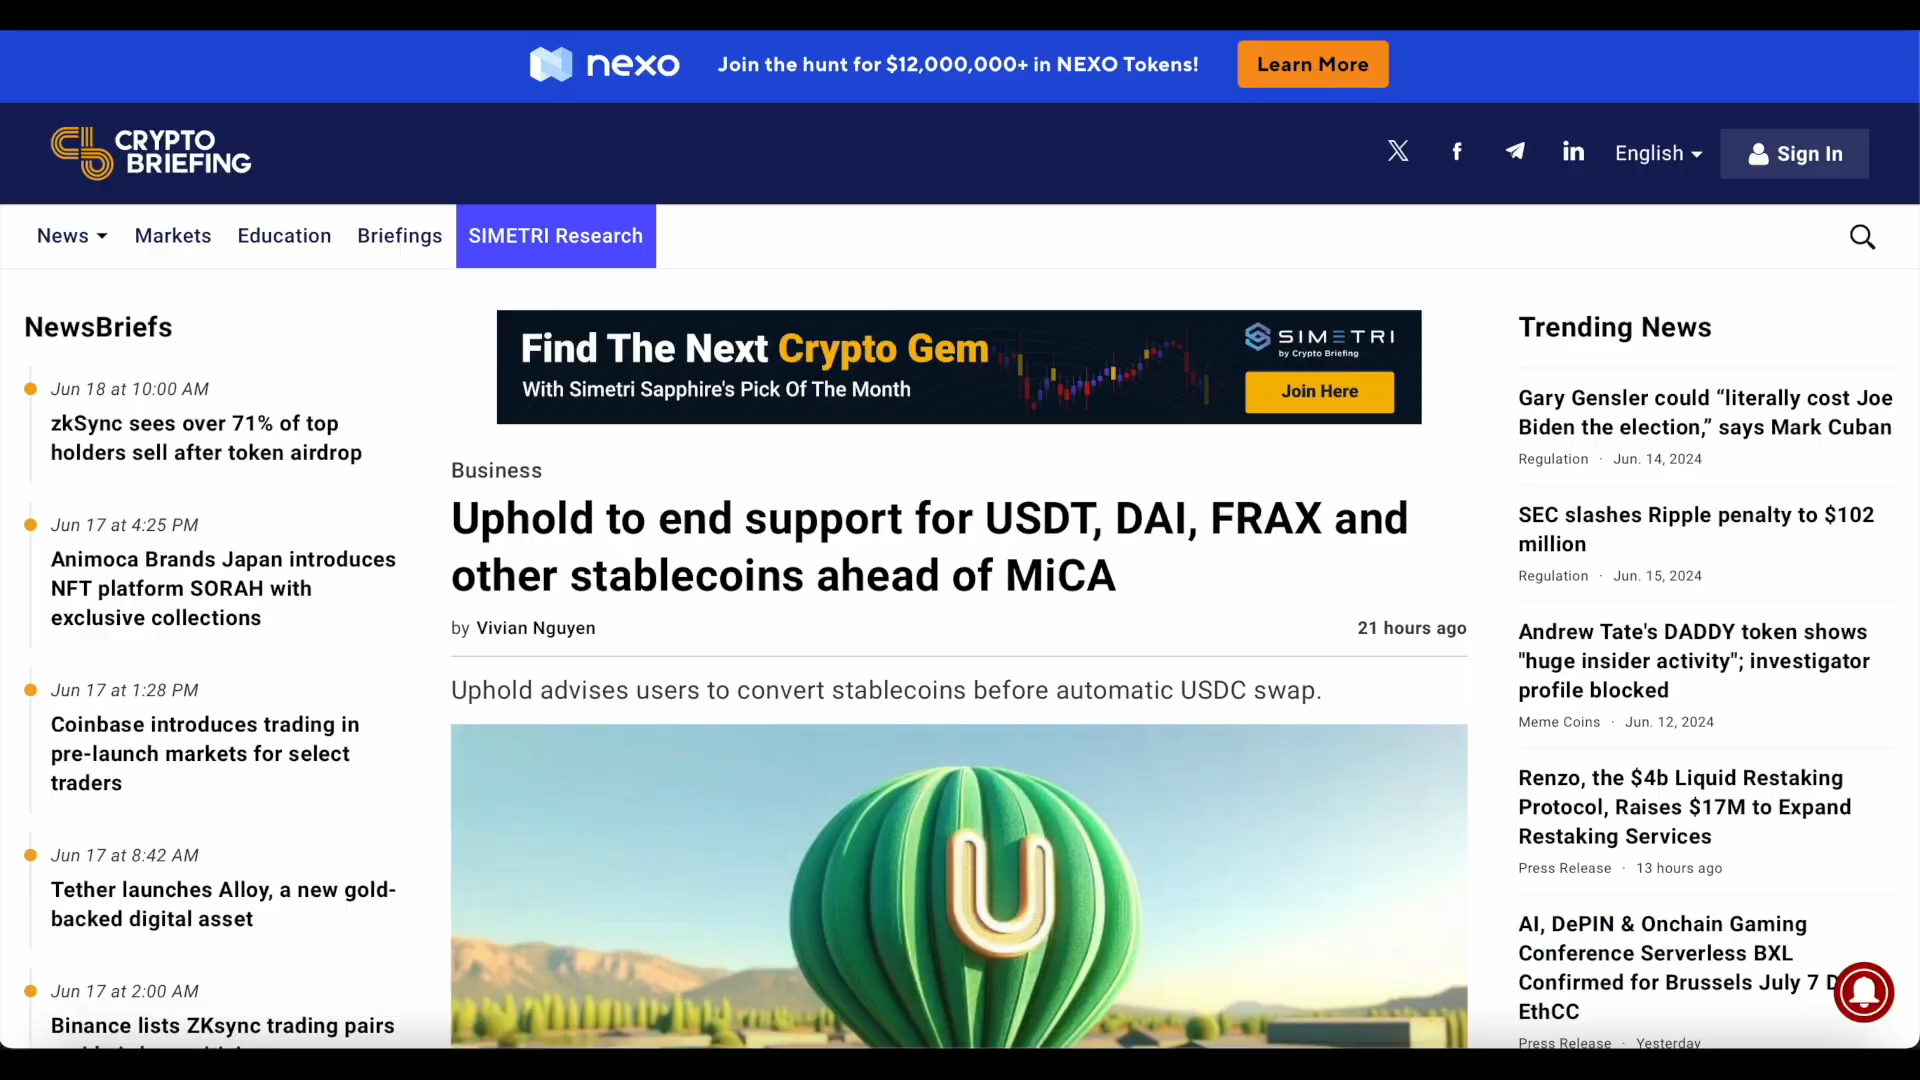 nexo
Join the hunt for $12,000,000+ in NEXO Tokens!
Learn More
CRYPTO
BRIEFING
f
in
English
Sign In
News
Markets
Education
Briefings
SIMETRI Research
NewsBriefs
Jun 18 at 10:00 AM
zkSync sees over 71% of top
holders sell after token airdrop
Jun 17 at 4:25 PM
Animoca Brands Japan introduces
NFT platform SORAH with
exclusive collections
Jun 17 at 1:28 PM
Coinbase introduces trading in
pre-launch markets for select
traders
Jun 17 at 8:42 AM
Tether launches Alloy, a new gold-
backed digital asset
Jun 17 at 2:00 AM
Binance lists ZKsync trading pairs
Find The Next Crypto Gem
With Simetri Sapphire's Pick Of The Month
SIMETRI
by Crypto Briefing
Join Here
Business
Uphold to end support for USDT, DAI, FRAX and
other stablecoins ahead of MiCA
by Vivian Nguyen
21 hours ago
Uphold advises users to convert stablecoins before automatic USDC swap.
U
Trending News
Gary Gensler could “literally cost Joe
Biden the election,” says Mark Cuban
Regulation · Jun. 14, 2024
SEC slashes Ripple penalty to $102
million
Regulation · Jun. 15, 2024
Andrew Tate's DADDY token shows
"huge insider activity"; investigator
profile blocked
Meme Coins · Jun. 12, 2024
Renzo, the $4b Liquid Restaking
Protocol, Raises $17M to Expand
Restaking Services
Press Release · 13 hours ago
AI, DePIN & Onchain Gaming
Conference Serverless BXL
Confirmed for Brussels July 7
EthCC
Press Release · Yesterday